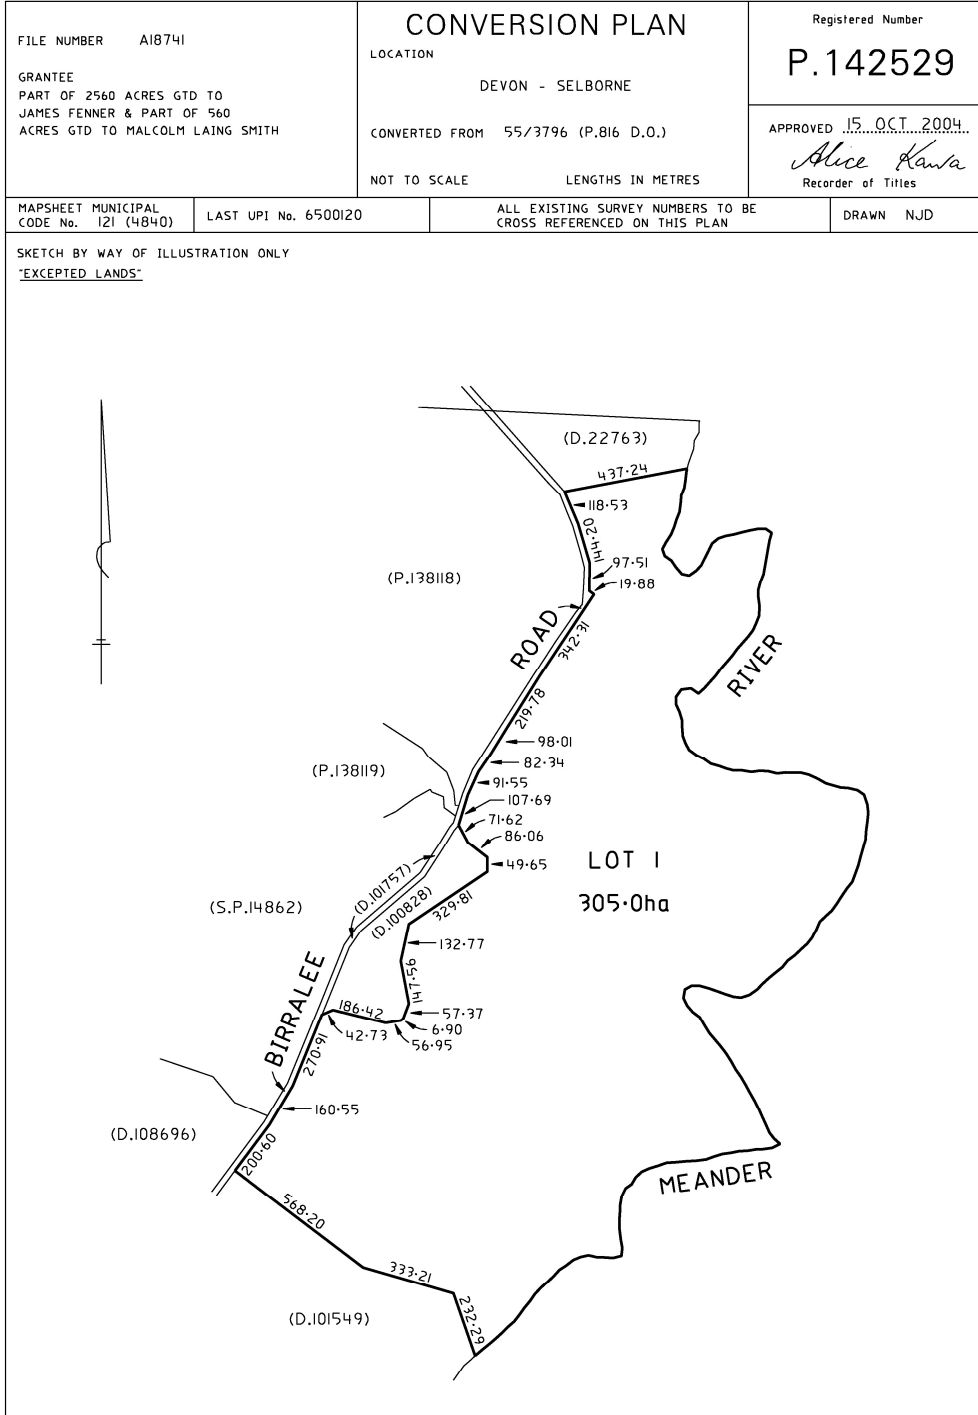 FILE NUMBER A18741
GRANTEE
PART OF 2560 ACRES GTD TO
JAMES FENNER & PART OF 560
ACRES GTD TO MALCOLM LAING SMITH
CONVERSION PLAN
LOCATION
DEVON - SELBORNE
CONVERTED FROM 55/3796 (P.816 D.O.)
NOT TO SCALE LENGTHS IN METRES
Registered Number
P.142529
APPROVED 15 OCT 2004
Alice Kawa
Recorder of Titles
MAPSHEET MUNICIPAL
CODE No. 121 (4840)
LAST UPI No. 6500120
ALL EXISTING SURVEY NUMBERS TO BE
CROSS REFERENCED ON THIS PLAN
DRAWN NJD
SKETCH BY WAY OF ILLUSTRATION ONLY
"EXCEPTED LANDS"
(D.22763)
437·24
118·53
144·20
97·51
19·88
(P.138118)
ROAD
342·31
RIVER
219·78
98·01
82·34
(P.138119)
91·55
107·69
71·62
86·06
49·65
LOT 1
305·0ha
(D.101757)
(D.100828)
329·81
(S.P.14862)
132·77
147·56
BIRRALEE
186·42
57·37
6·90
56·95
42·73
270·91
160·55
(D.108696)
200·60
MEANDER
568·20
333·21
232·29
(D.101549)